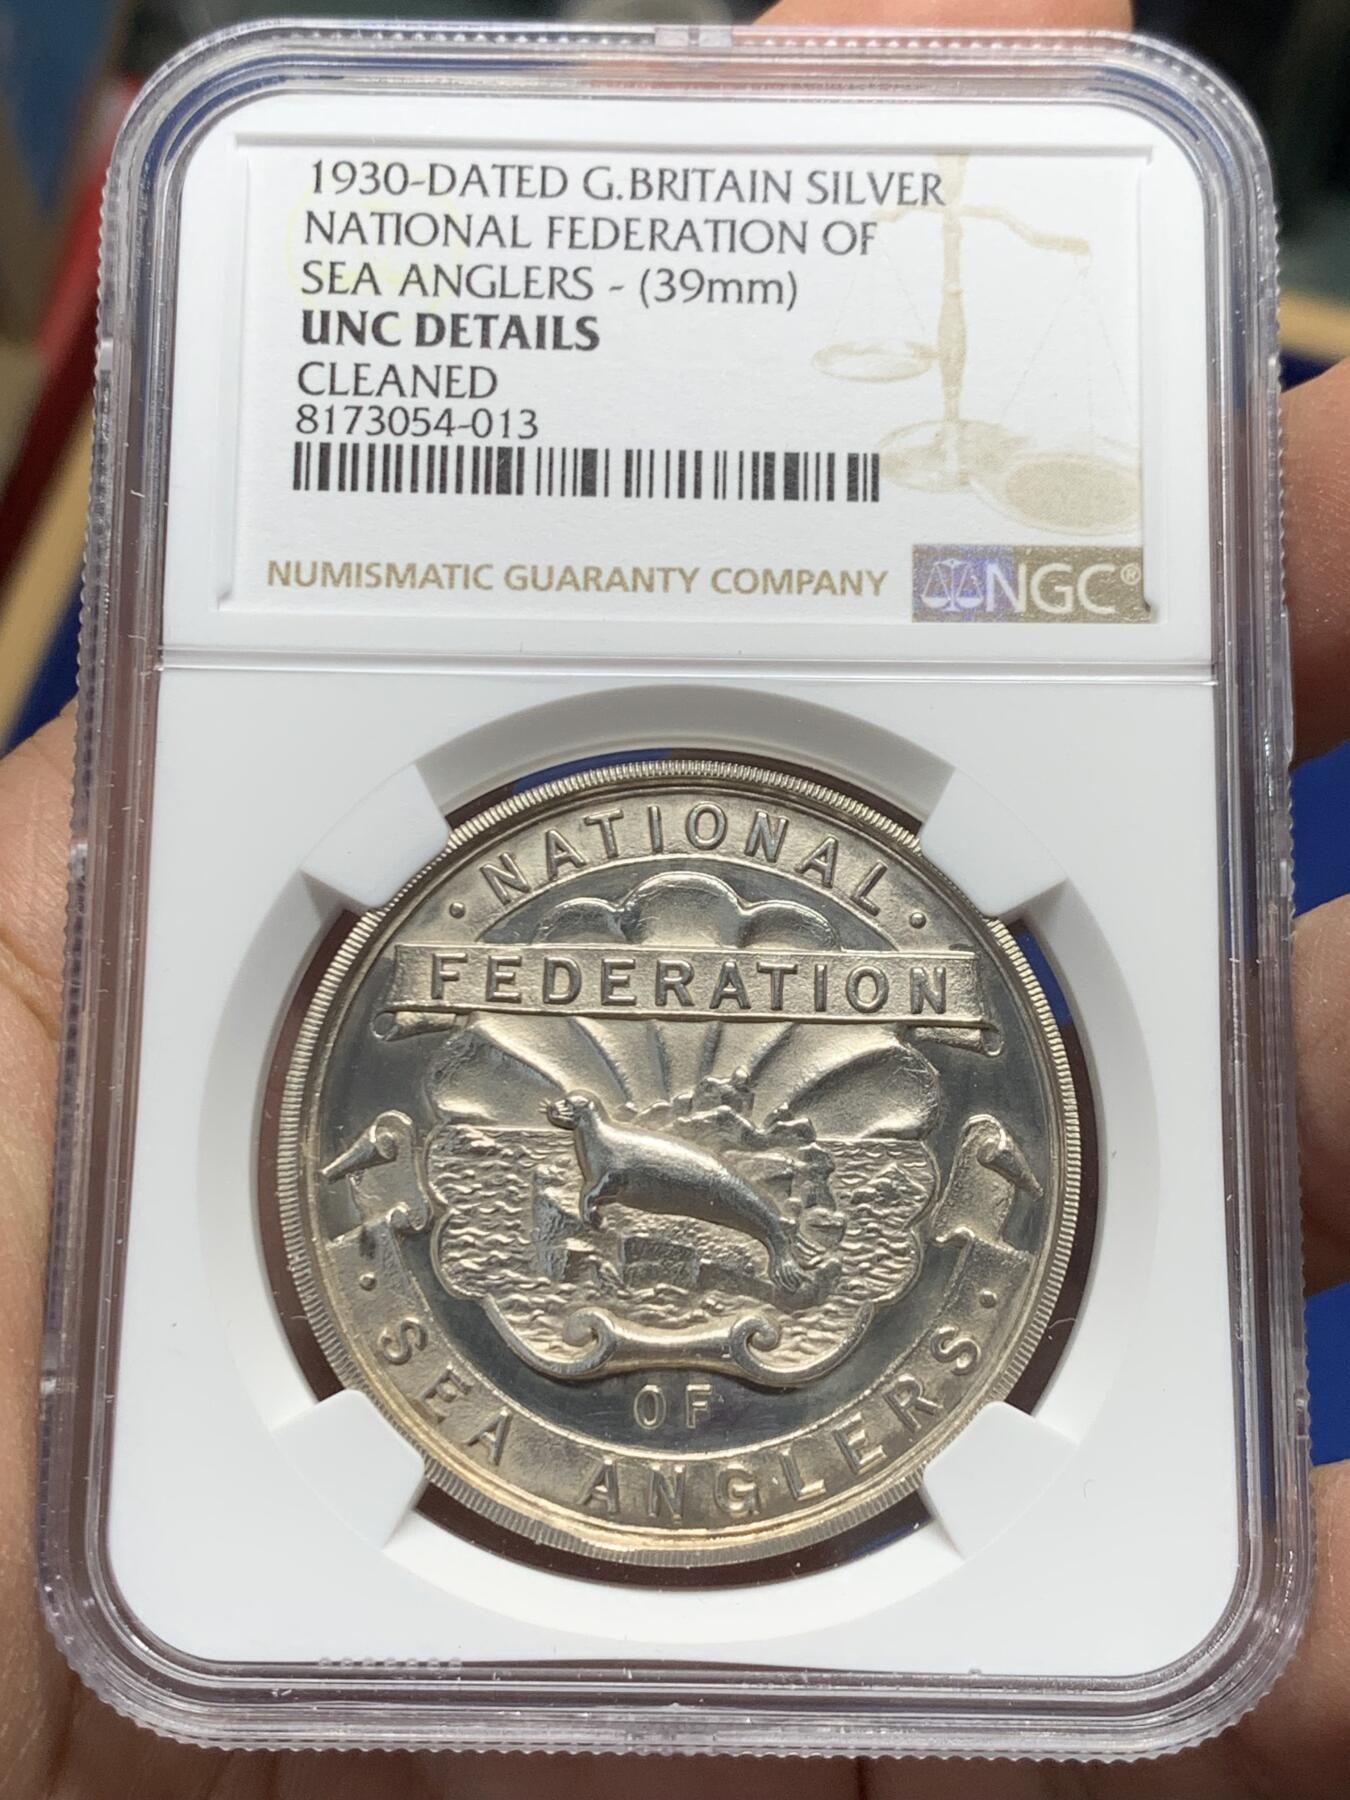 1930-DATED G.BRITAIN SILVER
NATIONAL FEDERATION OF
SEA ANGLERS - (39mm)
UNC DETAILS
CLEANED
8173054-013
NUMISMATIC GUARANTY COMPANY
NGC®
· NATIONAL ·
FEDERATION
OF
· SEA ANGLERS ·